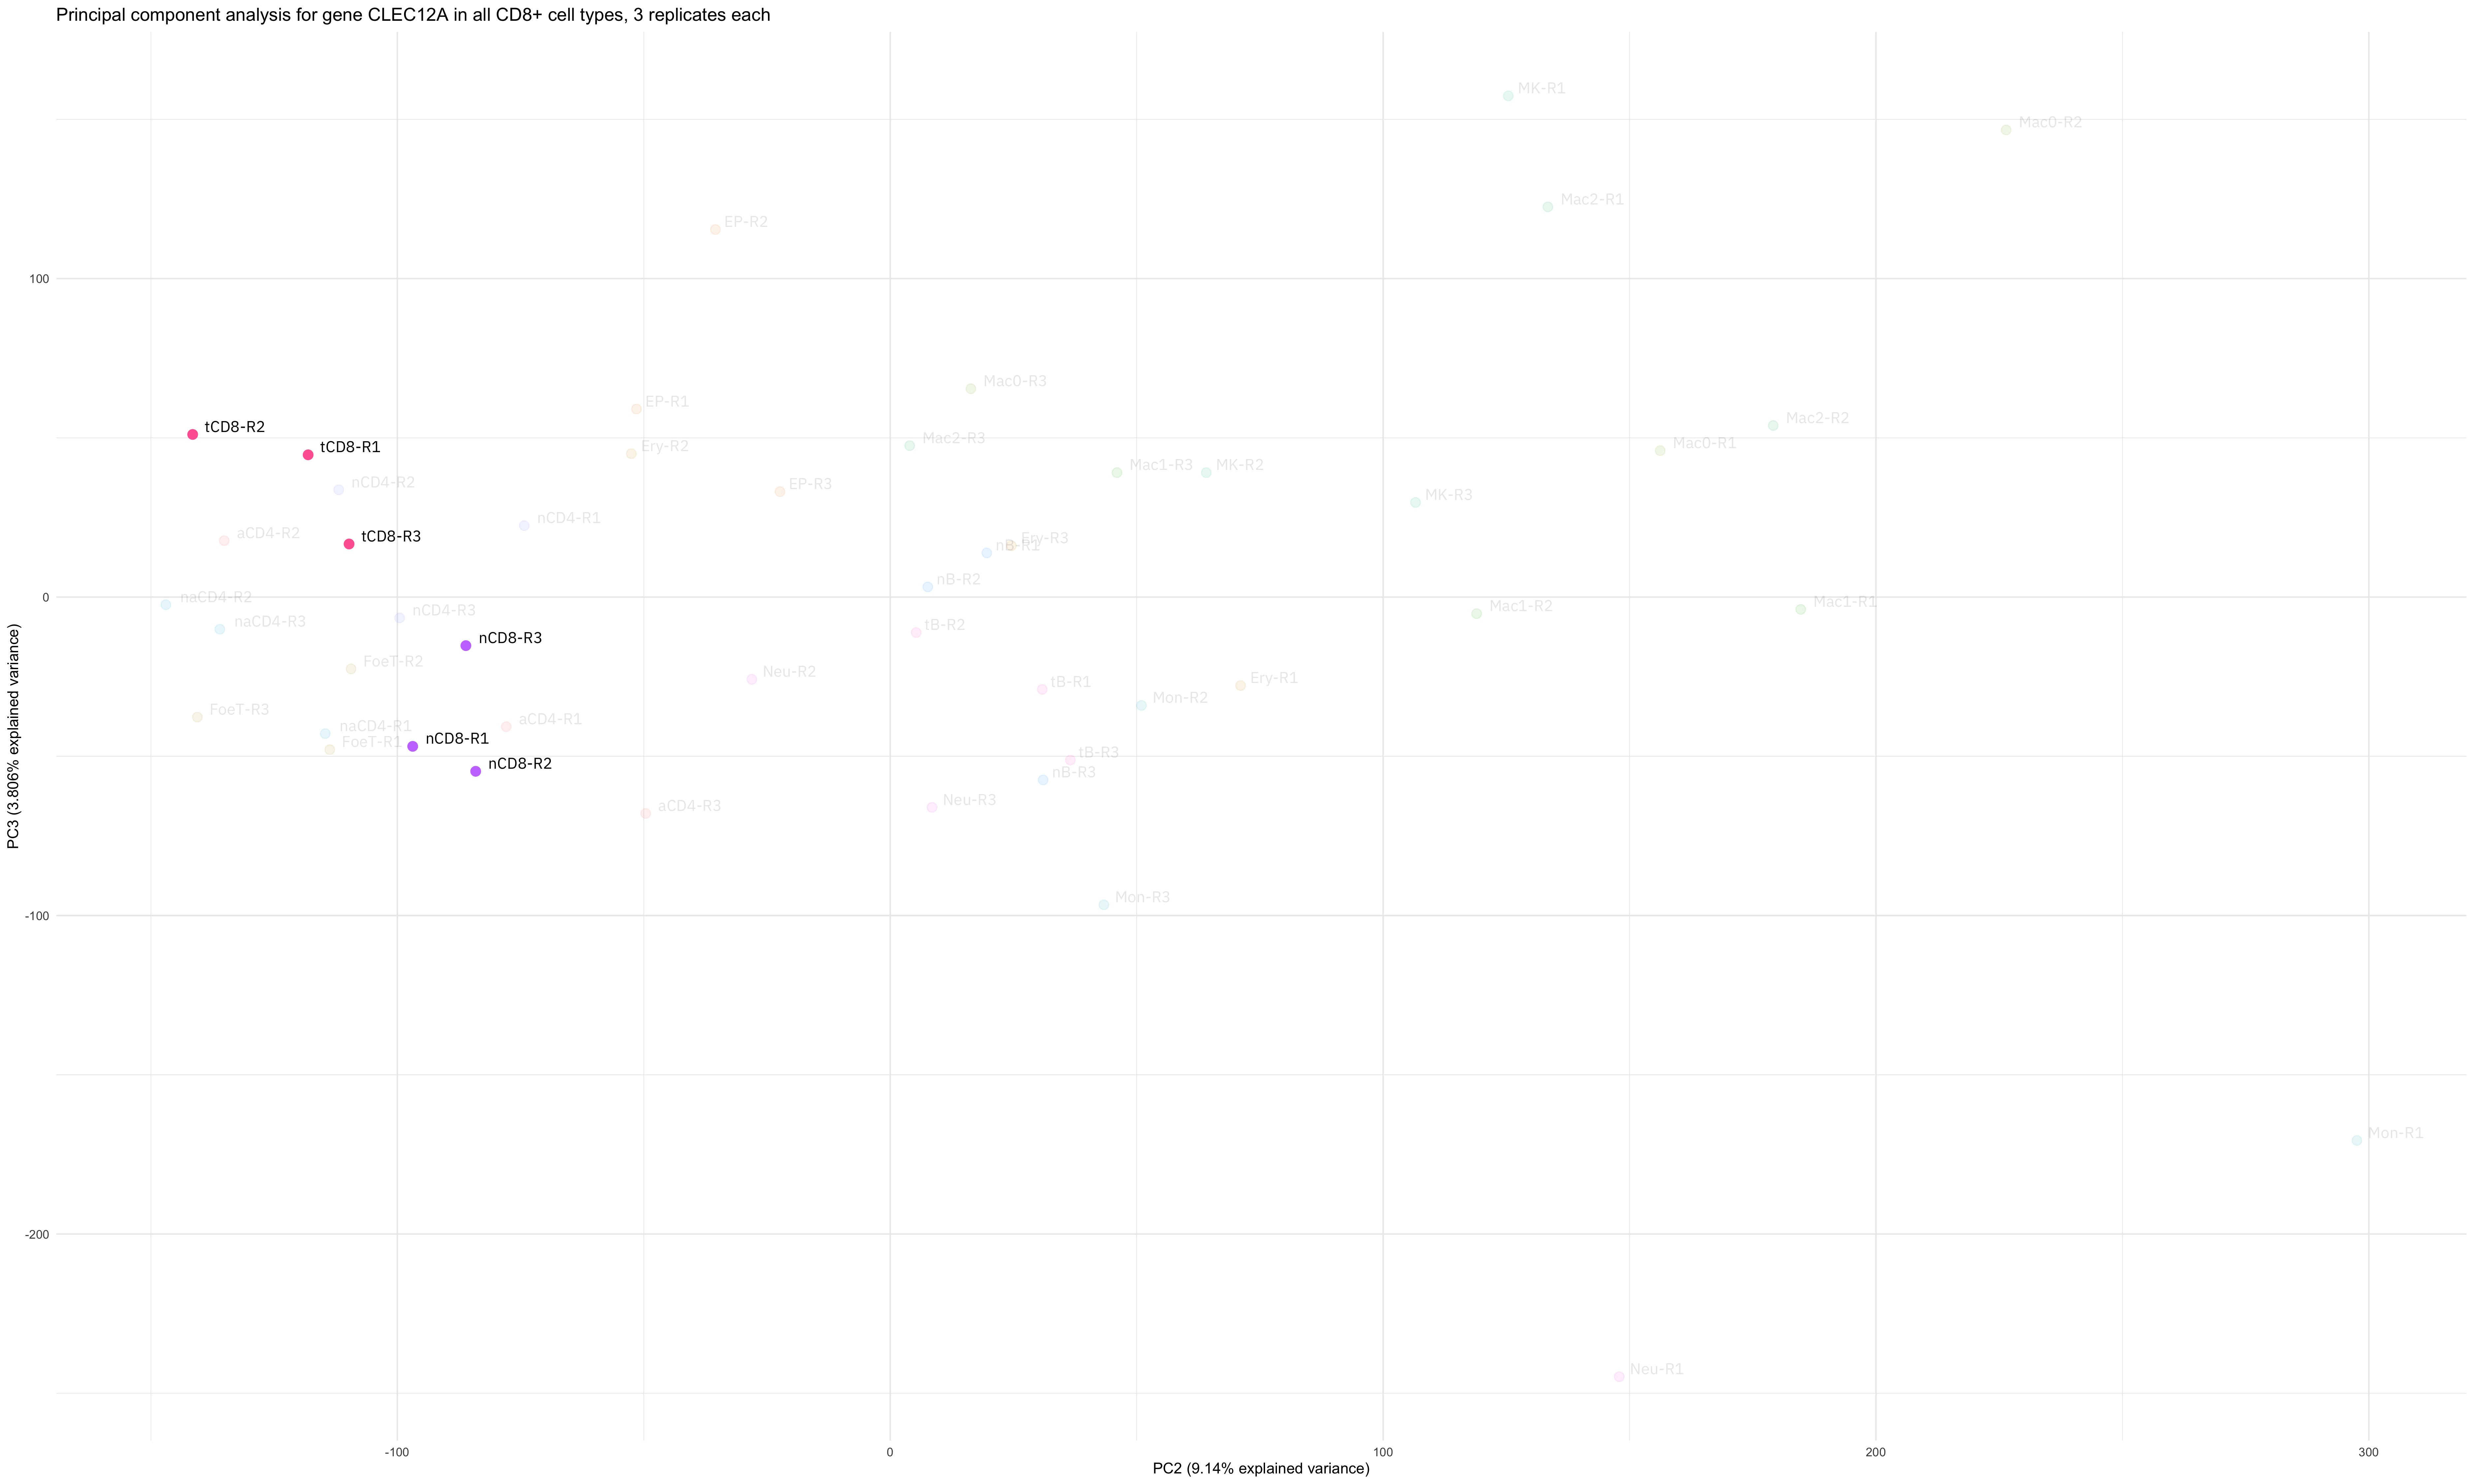 Principal component analysis for gene CLEC12A in all CD8+ cell types, 3 replicates each
MK-R1
Mac0-R2
Mac2-R1
EP-R2
100
Mac0-R3
EP-R1
Mac2-R2
tCD8-R2
Mac2-R3
Mac0-R1
tCD8-R1
Ery-R2
Mac1-R3
MK-R2
nCD4-R2
EP-R3
MK-R3
nCD4-R1
aCD4-R2
tCD8-R3
nB-R1
Ery-R3
nB-R2
0
naCD4-R2
Mac1-R2
Mac1-R1
nCD4-R3
naCD4-R3
tB-R2
nCD8-R3
FoeT-R2
Neu-R2
tB-R1
Ery-R1
Mon-R2
FoeT-R3
aCD4-R1
naCD4-R1
FoeT-R1
nCD8-R1
tB-R3
nCD8-R2
nB-R3
Neu-R3
aCD4-R3
Mon-R3
-100
Mon-R1
-200
Neu-R1
PC3 (3.806% explained variance)
-100
0
100
200
300
PC2 (9.14% explained variance)